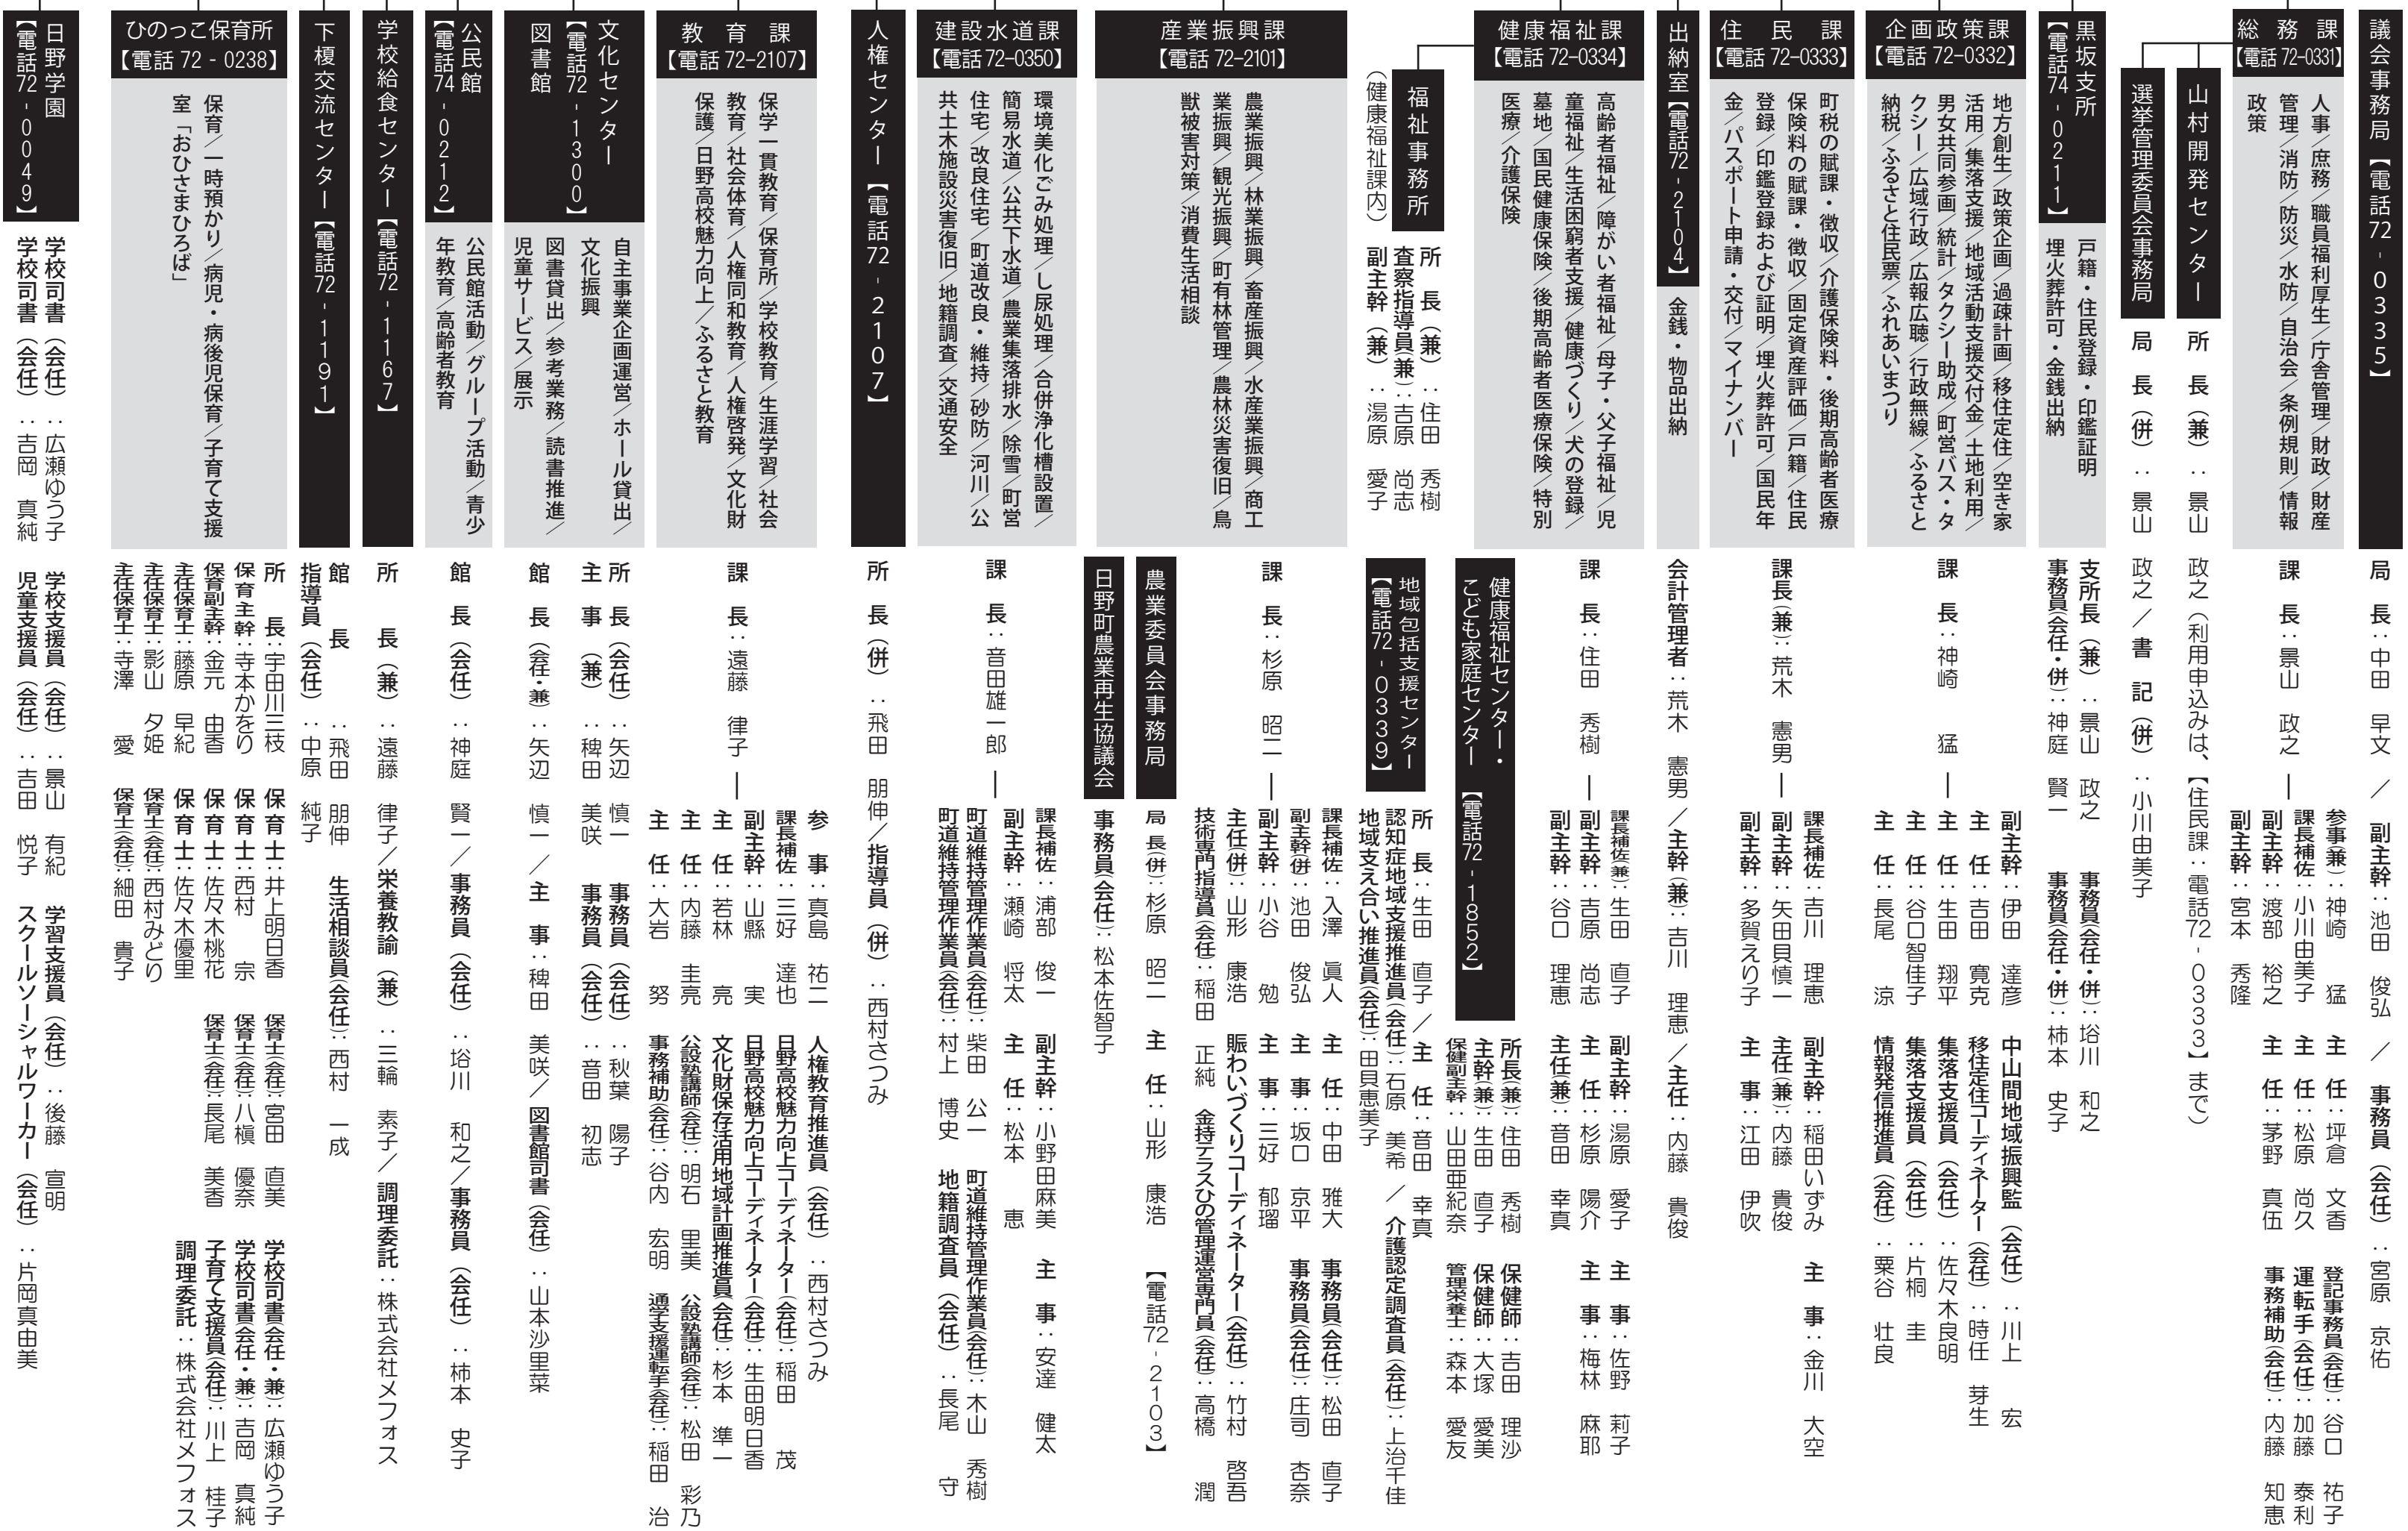 議会事務局【電話72-0335】
局　長：中田　早文　／　副主幹：池田　俊弘　／　事務員（会任）：宮原　京佑
総　務　課
【電話 72-0331】
人事／庶務／職員福利厚生／庁舎管理／財政／財産
管理／消防／防災／水防／自治会／条例規則／情報
政策
課　長：景山　政之
参事（兼）：神崎　　猛
課長補佐：小川由美子
副主幹：渡部　裕之
副主幹：宮本　秀隆
主　任：坪倉　文香
主　任：松原　尚久
主　任：茅野　真伍
登記事務員（会任）：谷口　祐子
運転手（会任）：加藤　泰利
事務補助（会任）：内藤　知恵
山村開発センター
所　長（兼）：景山　政之（利用申込みは、【住民課：電話72-0333】まで）
選挙管理委員会事務局
局　長（併）：景山　政之／書　記（併）：小川由美子
黒坂支所
【電話74-0211】
戸籍・住民登録・印鑑証明
埋火葬許可・金銭出納
支所長（兼）：景山　政之
事務員（会任・併）：神庭　賢一
事務員（会任・併）：塔川　和之
事務員（会任・併）：柿本　史子
企画政策課
【電話 72-0332】
地方創生／政策企画／過疎計画／移住定住／空き家
活用／集落支援／地域活動支援交付金／土地利用／
男女共同参画／統計／タクシー助成／町営バス・タ
クシー／広域行政／広報広聴／行政無線／ふるさと
納税／ふるさと住民票／ふれあいまつり
課　長：神崎　　猛
副主幹：伊田　達彦
主　任：吉田　寛克
主　任：生田　翔平
主　任：谷口智佳子
主　任：長尾　　涼
中山間地域振興監（会任）：川上　　宏
移住定住コーディネーター（会任）：時任　芽生
集落支援員（会任）：佐々木良明
集落支援員（会任）：片桐　圭
情報発信推進員（会任）：粟谷　壮良
住　民　課
【電話 72-0333】
町税の賦課・徴収／介護保険料・後期高齢者医療
保険料の賦課・徴収／固定資産評価／戸籍／住民
登録／印鑑登録および証明／埋火葬許可／国民年
金／パスポート申請・交付／マイナンバー
課長（兼）：荒木　憲男
課長補佐：吉川　理恵
副主幹：矢田貝慎一
副主幹：多賀えり子
副主幹：稲田いずみ
主任（兼）：内藤　貴俊
主　事：江田　伊吹
主　事：金川　大空
出納室【電話72-2104】
金銭・物品出納
会計管理者：荒木　憲男／主幹（兼）：吉川　理恵／主任：内藤　貴俊
健康福祉課
【電話 72-0334】
高齢者福祉／障がい者福祉／母子・父子福祉／児
童福祉／生活困窮者支援／健康づくり／犬の登録／
墓地／国民健康保険／後期高齢者医療保険／特別
医療／介護保険
課　長：住田　秀樹
課長補佐（兼）：生田　直子
副主幹：吉原　尚志
副主幹：谷口　理恵
副主幹：湯原　愛子
主　任：杉原　陽介
主任（兼）：音田　幸真
主　事：佐野　莉子
主　事：梅林　麻耶
福祉事務所
（健康福祉課内）
所　長（兼）：住田　秀樹
査察指導員（兼）：吉原　尚志
副主幹（兼）：湯原　愛子
健康福祉センター・
こども家庭センター【電話72-1852】
所長（兼）：住田　秀樹
主幹（兼）：生田　直子
保健副主幹：山田亜紀奈
保健師：吉田　理沙
保健師：大塚　愛美
管理栄養士：森本　愛友
地域包括支援センター
【電話72-0339】
所　長：生田　直子／主　任：音田　幸真
認知症地域支援推進員（会任）：石原　美希　／　介護認定調査員（会任）：上治千佳
地域支え合い推進員（会任）：田貝恵美子
産業振興課
【電話 72-2101】
農業振興／林業振興／畜産振興／水産業振興／商工
業振興／観光振興／町有林管理／農林災害復旧／鳥
獣被害対策／消費生活相談
課　長：杉原　昭二
課長補佐：入澤　眞人
副主幹（併）：池田　俊弘
副主幹：小谷　　勉
主任（併）：山形　康浩
技術専門指導員（会任）：稲田　正純
主　任：中田　雅大
主　事：坂口　京平
主　事：三好　郁瑠
賑わいづくりコーディネーター（会任）：竹村　啓吾
金持テラスひの管理運営専門員（会任）：高橋　　潤
事務員（会任）：松田　直子
事務員（会任）：庄司　杏奈
農業委員会事務局
局　長（併）：杉原　昭二　主　任：山形　康浩　【電話72-2103】
日野町農業再生協議会
事務員（会任）：松本佐智子
建設水道課
【電話 72-0350】
環境美化ごみ処理／し尿処理／合併浄化槽設置／
簡易水道／公共下水道／農業集落排水／除雪／町営
住宅／改良住宅／町道改良・維持／砂防／河川／公
共土木施設災害復旧／地籍調査／交通安全
課　長：音田雄一郎
課長補佐：浦部　俊一
副主幹：瀬崎　将太
町道維持管理作業員（会任）：柴田　公一
町道維持管理作業員（会任）：村上　博史
副主幹：小野田麻美
主　任：松本　　恵
町道維持管理作業員（会任）：木山　秀樹
地籍調査員（会任）：長尾　　守
主　事：安達　健太
人権センター【電話72-2107】
所　長（併）：飛田　朋伸／指導員（併）：西村さつみ
教　育　課
【電話 72-2107】
保学一貫教育／保育所／学校教育／生涯学習／社会
教育／社会体育／人権同和教育／人権啓発／文化財
保護／日野高校魅力向上／ふるさと教育
課　長：遠藤　律子
参　事：真島　祐二
課長補佐：三好　達也
副主幹：山縣　　実
主　任：若林　　亮
主　任：内藤　圭亮
主　任：大岩　　努
人権教育推進員（会任）：西村さつみ
日野高校魅力向上コーディネーター（会任）：稲田　　茂
日野高校魅力向上コーディネーター（会任）：生田明日香
文化財保存活用地域計画推進員（会任）：杉本　準一
公設塾講師（会任）：明石　里美　公設塾講師（会任）：松田　彩乃
事務補助（会任）：谷内　宏明　通学支援運転手（会任）：稲田　治
文化センター
【電話72-1300】
図書館
自主事業企画運営／ホール貸出／
文化振興
図書貸出／参考業務／読書推進／
児童サービス／展示
所　長（会任）：矢辺　慎一　事務員（会任）：秋葉　陽子
主　事（兼）：稗田　美咲　事務員（会任）：音田　初志
館　長（会任・兼）：矢辺　慎一／主　事：稗田　美咲／図書館司書（会任）：山本沙里菜
公民館
【電話74-0212】
公民館活動／グループ活動／青少
年教育／高齢者教育
館　長（会任）：神庭　賢一／事務員（会任）：塔川　和之／事務員（会任）：柿本　史子
学校給食センター【電話72-1167】
所　長（兼）：遠藤　律子／栄養教諭（兼）：三輪　素子／調理委託：株式会社メフォス
下榎交流センター【電話72-1191】
館　　長　：飛田　朋伸　生活相談員（会任）：西村　一成
指導員（会任）：中原　純子
ひのっこ保育所
【電話 72 - 0238】
保育／一時預かり／病児・病後児保育／子育て支援
室「おひさまひろば」
所　　長：宇田川三枝
保育主幹：寺本かをり
保育副主幹：金元　由香
主任保育士：藤原　早紀
主任保育士：影山　夕姫
主任保育士：寺澤　　愛
保育士：井上明日香
保育士：西村　　宗
保育士：佐々木桃花
保育士：佐々木優里
保育士（会任）：西村みどり
保育士（会任）：細田　貴子
保育士（会任）：宮田　直美
保育士（会任）：八槇　優奈
保育士（会任）：長尾　美香
学校司書（会任・兼）：広瀬ゆう子
学校司書（会任・兼）：吉岡　真純
子育て支援員（会任）：川上　桂子
調理委託：株式会社メフォス
日野学園
【電話72-0049】
学校司書（会任）：広瀬ゆう子　学校支援員（会任）：景山　有紀　学習支援員（会任）：後藤　宣明
学校司書（会任）：吉岡　真純　児童支援員（会任）：吉田　悦子　スクールソーシャルワーカー（会任）：片岡真由美